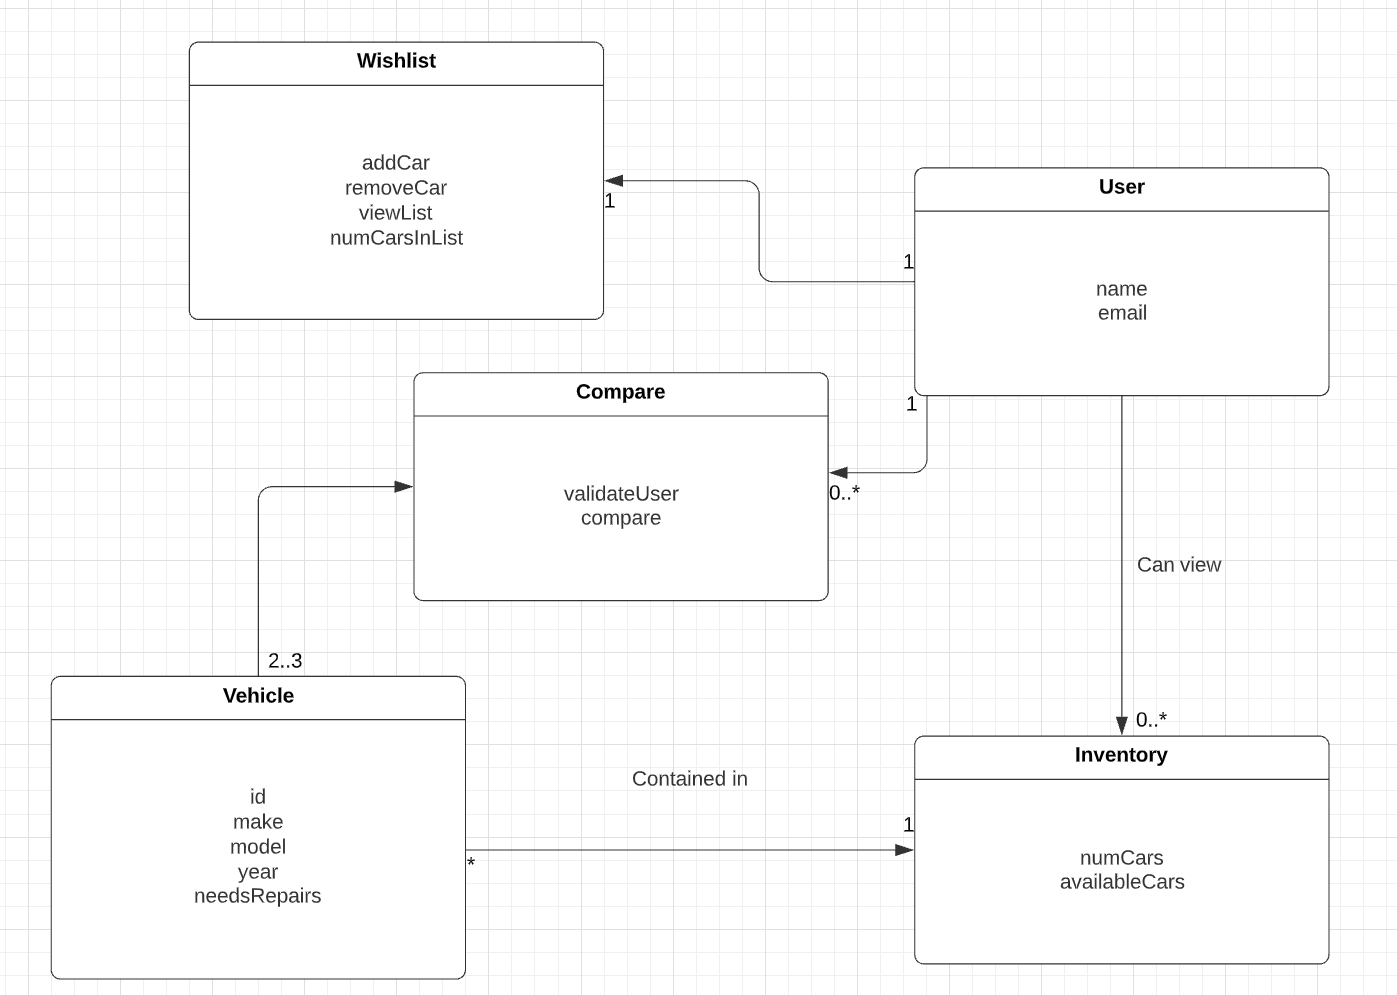 Wishlist
addCar
removeCar
viewList
numCarsInList
1
User
1
name
email
Compare
1
0..*
validateUser
compare
Can view
2..3
Vehicle
id
make
model
year
needsRepairs
Contained in
*
1
0..*
Inventory
numCars
availableCars